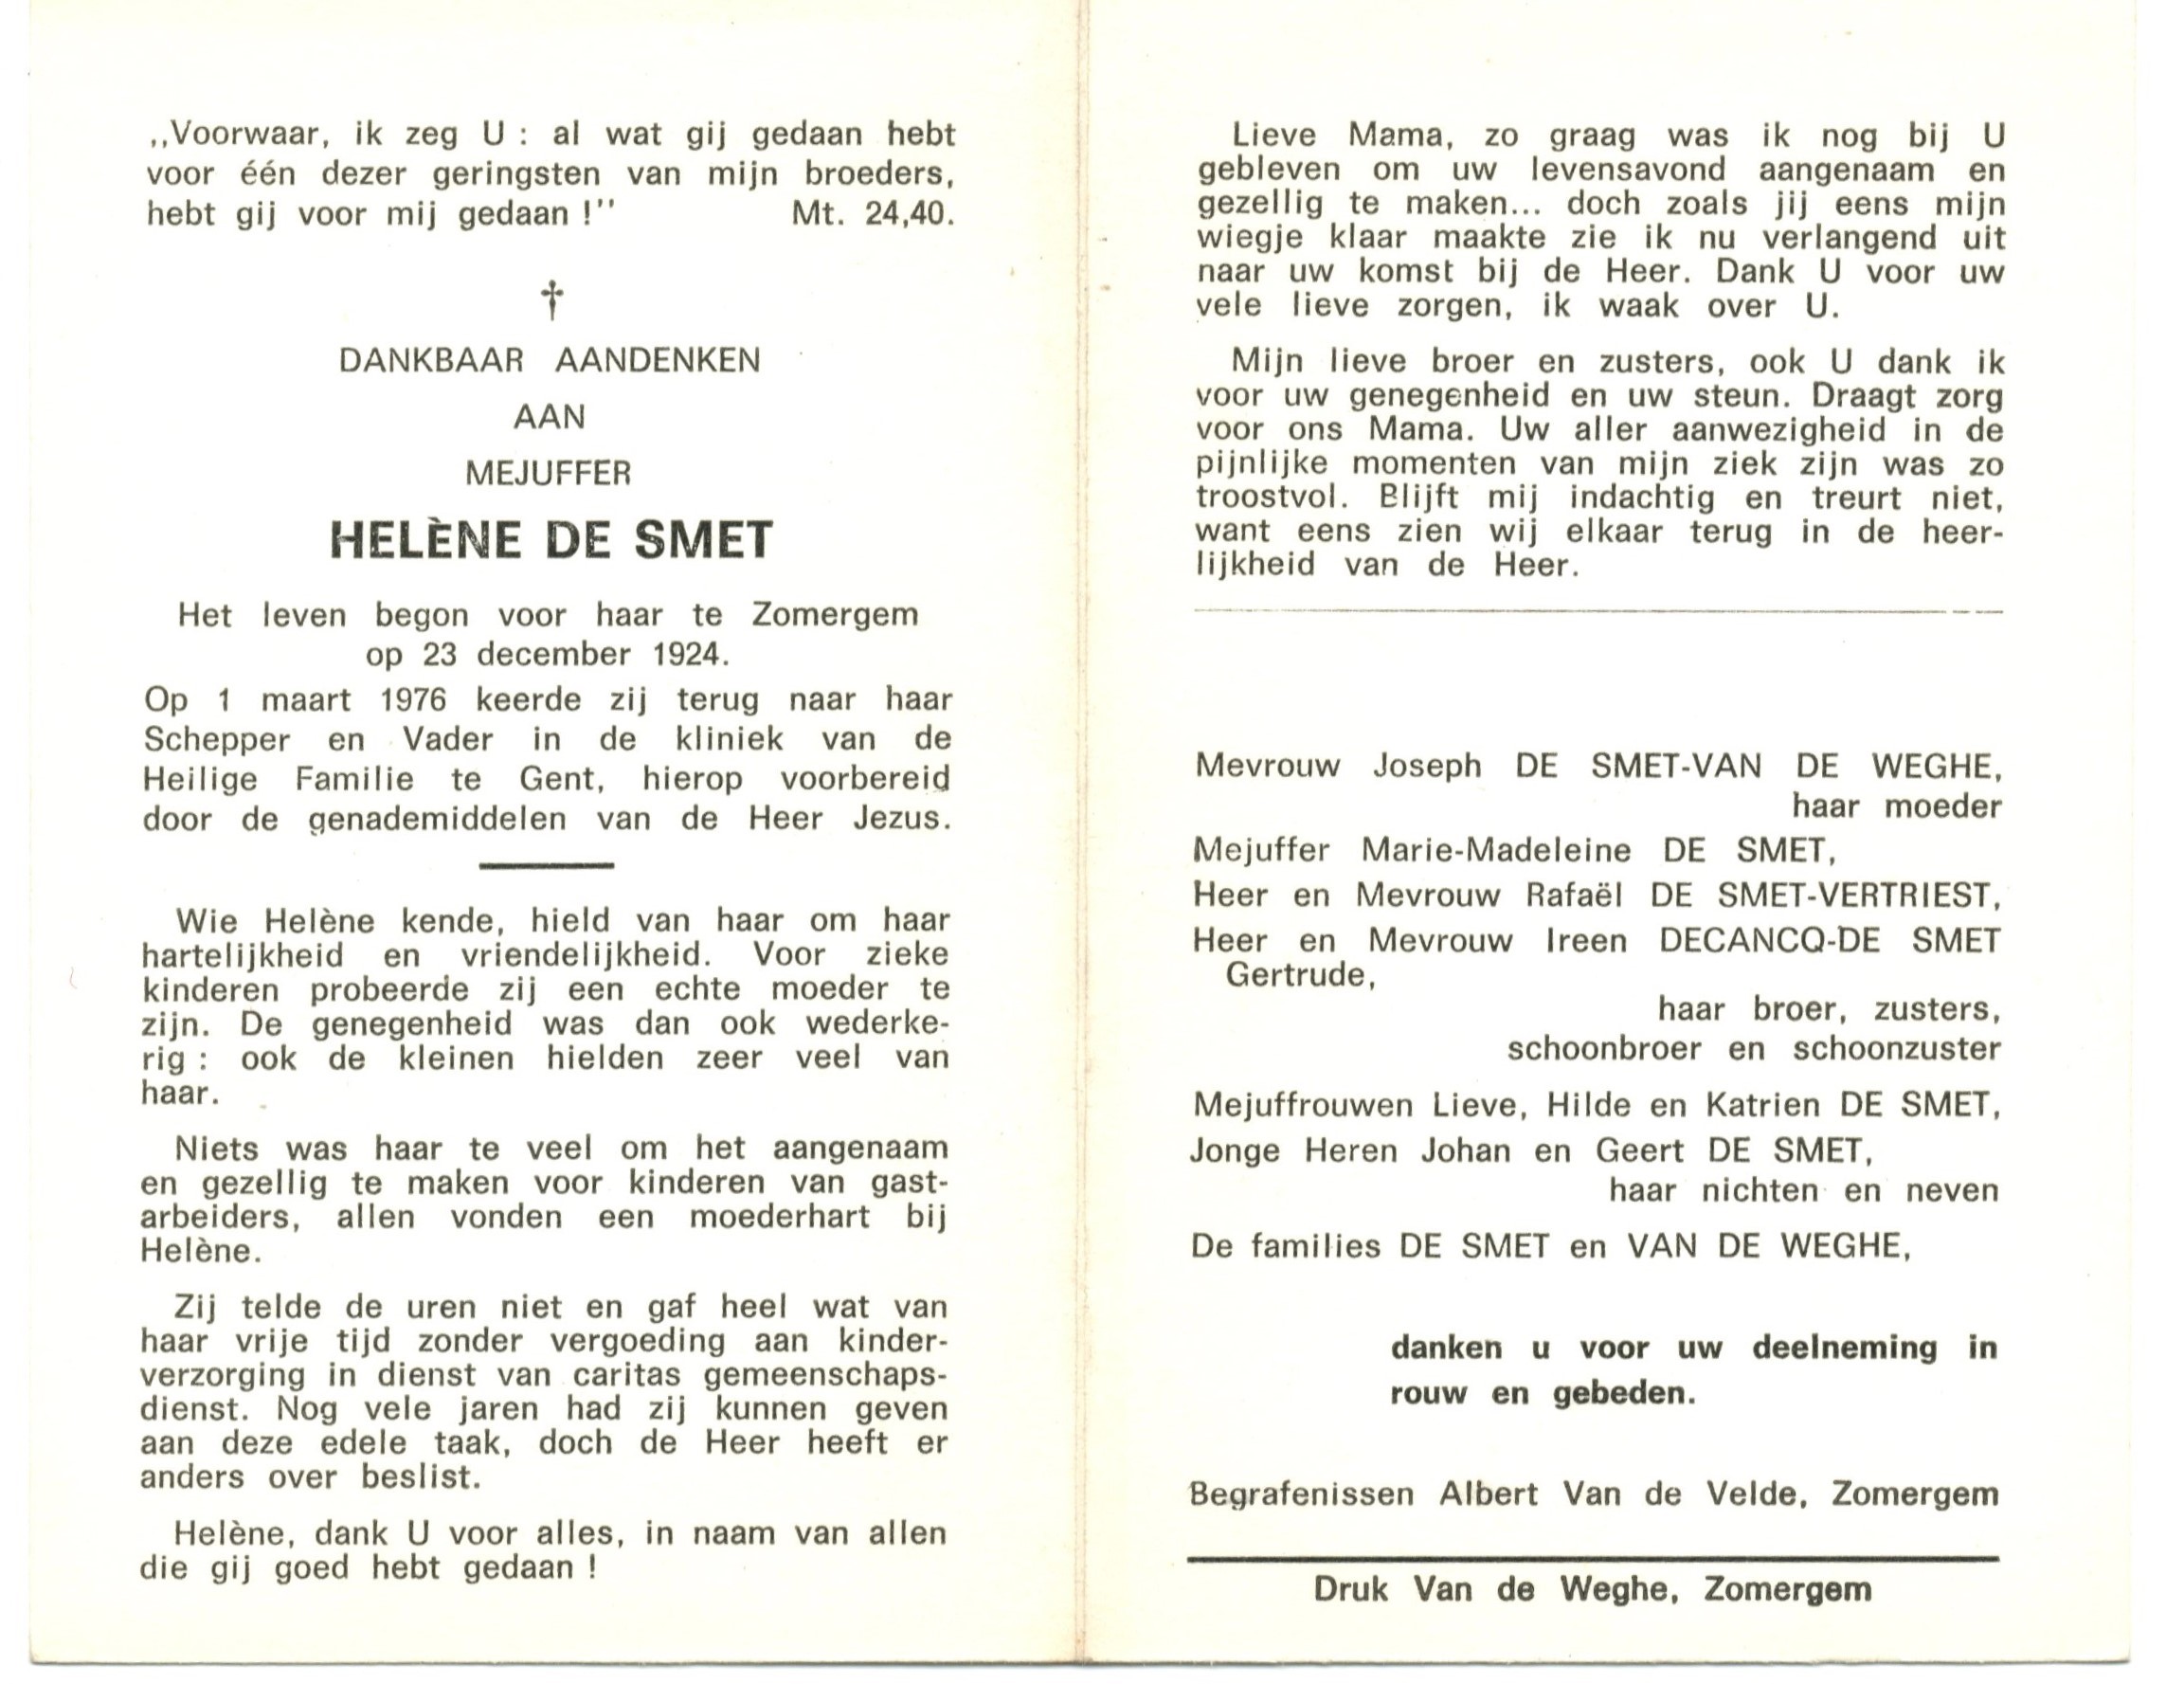 ,,Voorwaar, ik zeg U : al wat gij gedaan hebt
voor één dezer geringsten van mijn broeders,
hebt gij voor mij gedaan !'' Mt. 24,40.
†
DANKBAAR AANDENKEN
AAN
MEJUFFER
HELÈNE DE SMET
Het leven begon voor haar te Zomergem
op 23 december 1924.
Op 1 maart 1976 keerde zij terug naar haar
Schepper en Vader in de kliniek van de
Heilige Familie te Gent, hierop voorbereid
door de genademiddelen van de Heer Jezus.
Wie Helène kende, hield van haar om haar
hartelijkheid en vriendelijkheid. Voor zieke
kinderen probeerde zij een echte moeder te
zijn. De genegenheid was dan ook wederke-
rig : ook de kleinen hielden zeer veel van
haar.
Niets was haar te veel om het aangenaam
en gezellig te maken voor kinderen van gast-
arbeiders, allen vonden een moederhart bij
Helène.
Zij telde de uren niet en gaf heel wat van
haar vrije tijd zonder vergoeding aan kinder-
verzorging in dienst van caritas gemeenschaps-
dienst. Nog vele jaren had zij kunnen geven
aan deze edele taak, doch de Heer heeft er
anders over beslist.
Helène, dank U voor alles, in naam van allen
die gij goed hebt gedaan !
Lieve Mama, zo graag was ik nog bij U
gebleven om uw levensavond aangenaam en
gezellig te maken... doch zoals jij eens mijn
wiegje klaar maakte zie ik nu verlangend uit
naar uw komst bij de Heer. Dank U voor uw
vele lieve zorgen, ik waak over U.
Mijn lieve broer en zusters, ook U dank ik
voor uw genegenheid en uw steun. Draagt zorg
voor ons Mama. Uw aller aanwezigheid in de
pijnlijke momenten van mijn ziek zijn was zo
troostvol. Blijft mij indachtig en treurt niet,
want eens zien wij elkaar terug in de heer-
lijkheid van de Heer.
Mevrouw Joseph DE SMET-VAN DE WEGHE,
haar moeder
Mejuffer Marie-Madeleine DE SMET,
Heer en Mevrouw Rafaël DE SMET-VERTRIEST,
Heer en Mevrouw Ireen DECANCQ-DE SMET
Gertrude,
haar broer, zusters,
schoonbroer en schoonzuster
Mejuffrouwen Lieve, Hilde en Katrien DE SMET,
Jonge Heren Johan en Geert DE SMET,
haar nichten en neven
De families DE SMET en VAN DE WEGHE,
danken u voor uw deelneming in
rouw en gebeden.
Begrafenissen Albert Van de Velde, Zomergem
Druk Van de Weghe, Zomergem